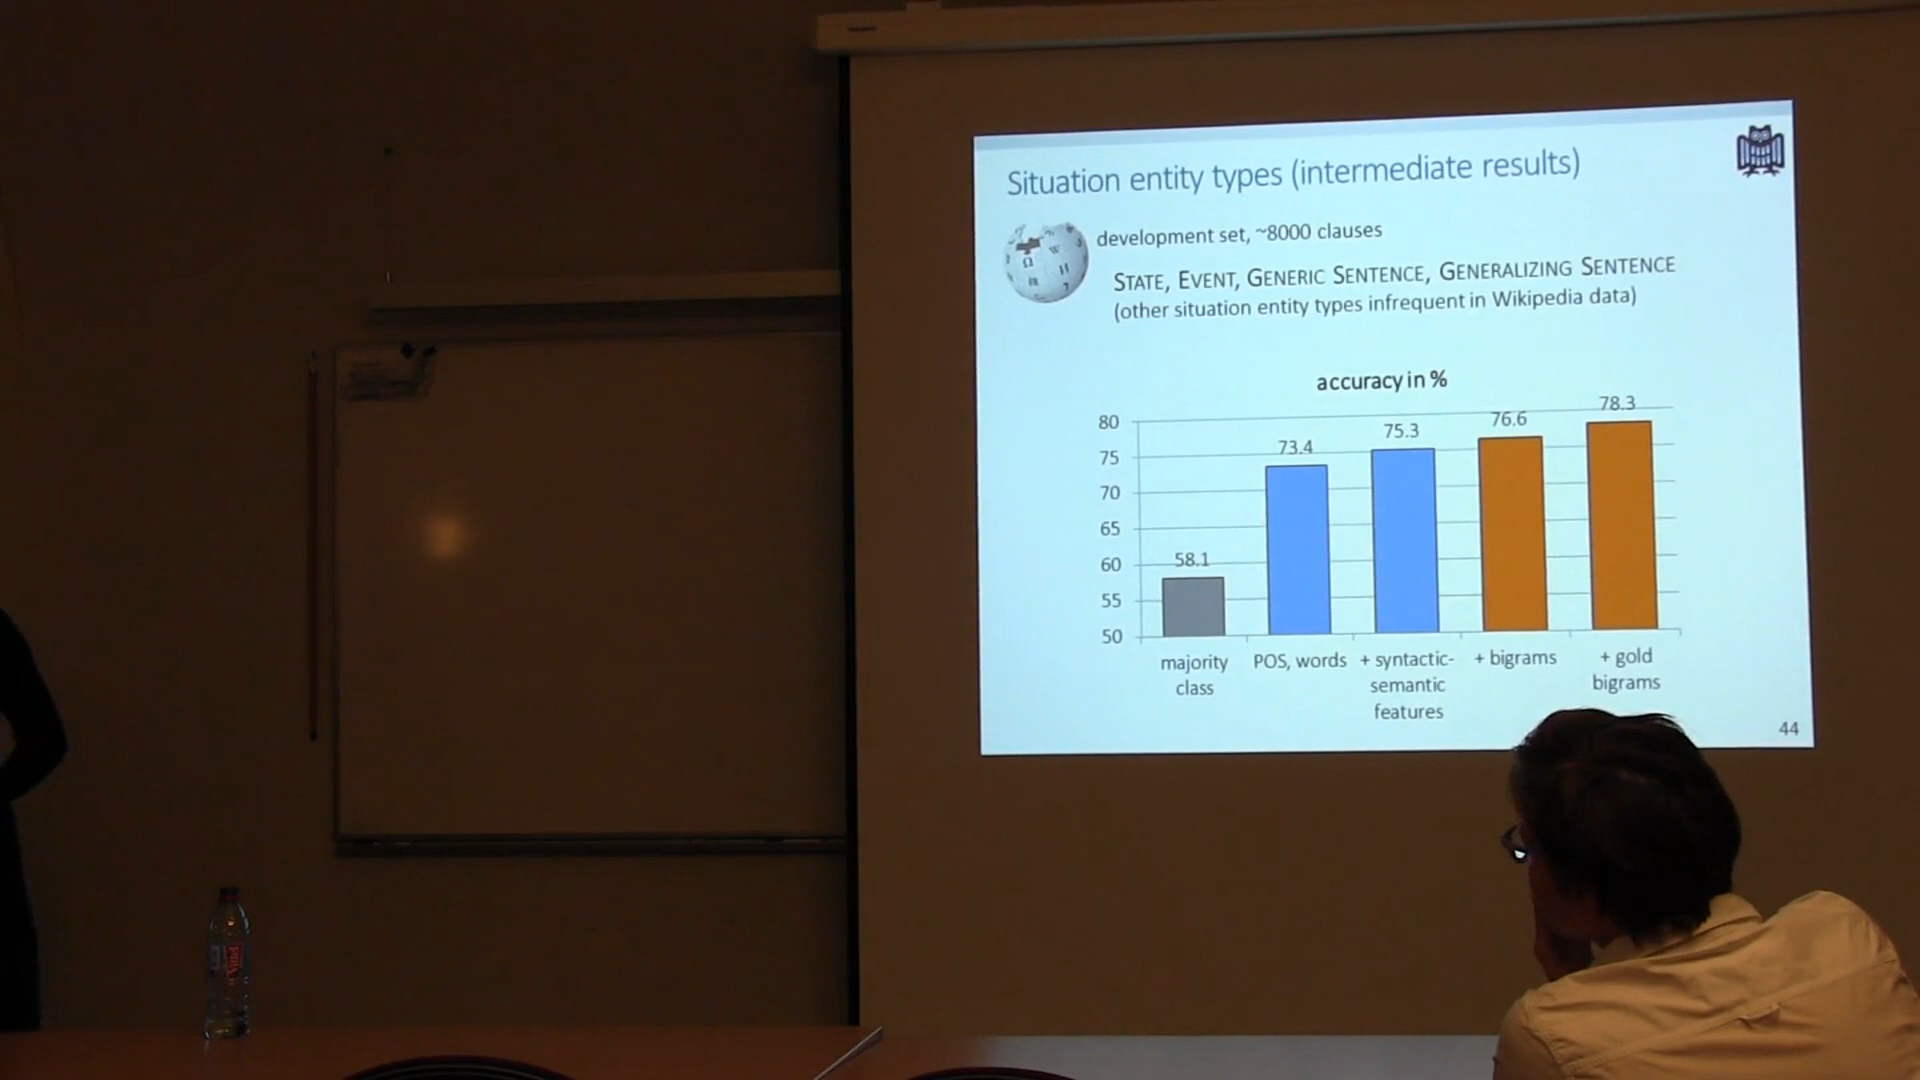 Situation entity types (intermediate results)
development set, ~8000 clauses
STATE, EVENT, GENERIC SENTENCE, GENERALIZING SENTENCE
(other situation entity types infrequent in Wikipedia data)
accuracy in %
80
75
70
65
60
55
50
58.1
73.4
75.3
76.6
78.3
majority
class
POS, words
+ syntactic-
semantic
features
+ bigrams
+ gold
bigrams
44
Vittel